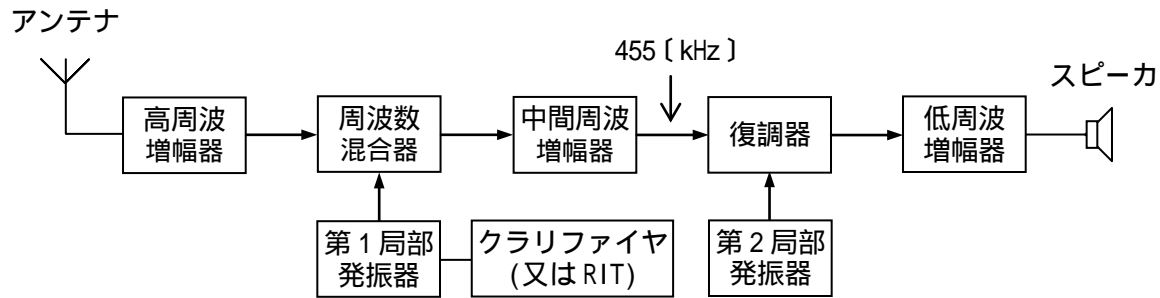 アンテナ
455〔kHz〕
スピーカ
高周波
増幅器
周波数
混合器
中間周波
増幅器
復調器
低周波
増幅器
第1局部
発振器
クラリファイヤ
(又はRIT)
第2局部
発振器